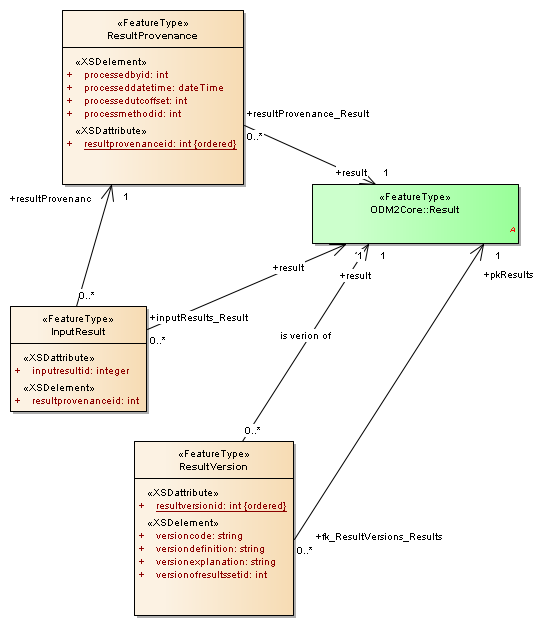 «FeatureType»
ResultProvenance
«XSDelement»
+ processedbyid: int
+ processeddatetime: dateTime
+ processedutcoffset: int
+ processmethodid: int
«XSDattribute»
+ resultprovenanceid: int {ordered}
+resultProvenance_Result
0..*
+result
1
«FeatureType»
ODM2Core::Result
A
+resultProvenanc
1
0..*
«FeatureType»
InputResult
«XSDattribute»
+ inputresultid: integer
«XSDelement»
+ resultprovenanceid: int
+inputResults_Result
0..*
+result
1
1
+result
1
+pkResults
is verion of
0..*
«FeatureType»
ResultVersion
«XSDattribute»
+ resultversionid: int {ordered}
«XSDelement»
+ versioncode: string
+ versiondefinition: string
+ versionexplanation: string
+ versionofresultssetid: int
+fk_ResultVersions_Results
0..*